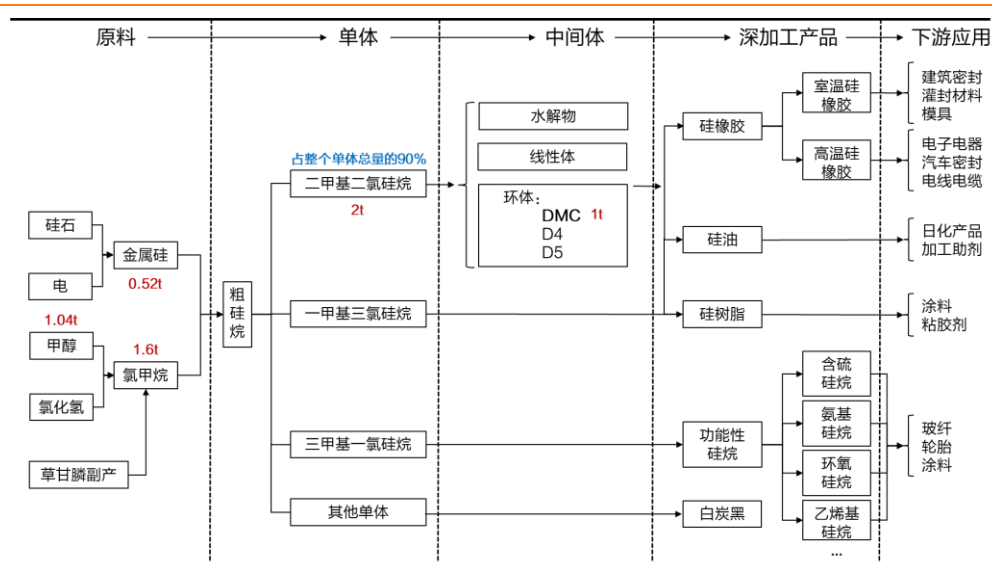 原料
单体
中间体
深加工产品
下游应用
硅石
电
金属硅
0.52t
1.04t
甲醇
氯化氢
1.6t
氯甲烷
草甘膦副产
粗
硅
烷
占整个单体总量的90%
二甲基二氯硅烷
2t
一甲基三氯硅烷
三甲基一氯硅烷
其他单体
水解物
线性体
环体：
DMC 1t
D4
D5
硅橡胶
硅油
硅树脂
功能性
硅烷
白炭黑
室温硅
橡胶
高温硅
橡胶
含硫
硅烷
氨基
硅烷
环氧
硅烷
乙烯基
硅烷
...
建筑密封
灌封材料
模具
电子电器
汽车密封
电线电缆
日化产品
加工助剂
涂料
粘胶剂
玻纤
轮胎
涂料